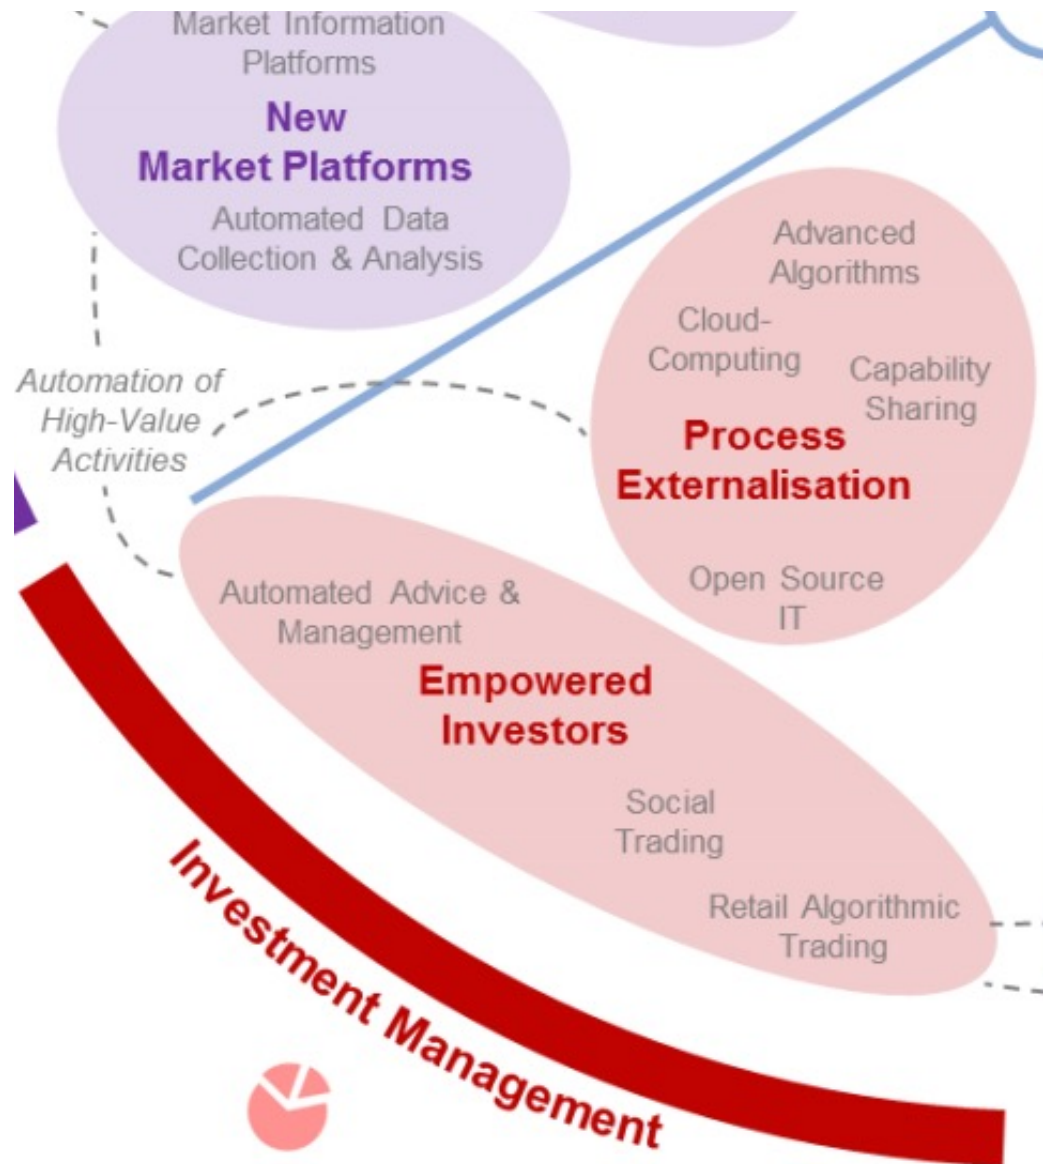 Market Information
Platforms
New
Market Platforms
Automated Data
Collection & Analysis
Automation of
High-Value
Activities
Advanced
Algorithms
Cloud-
Computing
Capability
Sharing
Process
Externalisation
Open Source
IT
Automated Advice &
Management
Empowered
Investors
Social
Trading
Retail Algorithmic
Trading
Investment Management